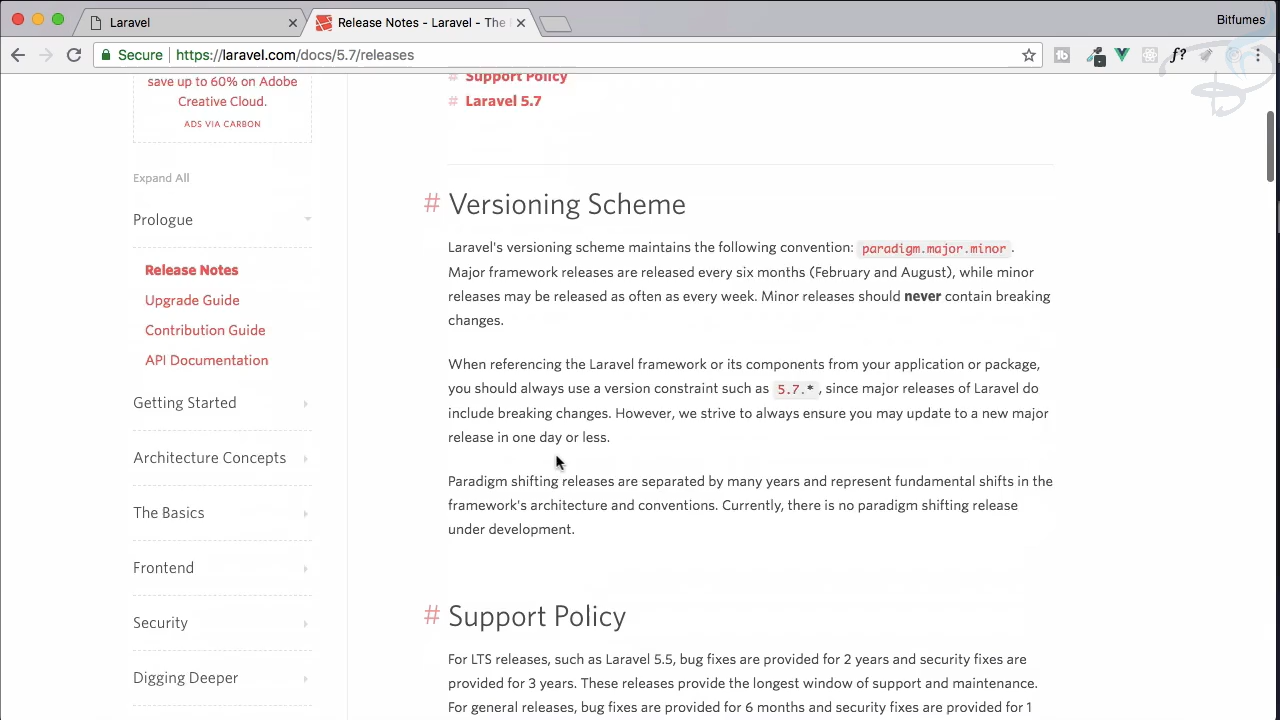 Laravel
Release Notes - Laravel - The
Bitfumes
Secure
https://laravel.com/docs/5.7/releases
save up to 60% on Adobe
Creative Cloud.
ADS VIA CARBON
Expand All
Prologue
Release Notes
Upgrade Guide
Contribution Guide
API Documentation
Getting Started
Architecture Concepts
The Basics
Frontend
Security
Digging Deeper
# Support Policy
# Laravel 5.7
# Versioning Scheme
Laravel's versioning scheme maintains the following convention: paradigm.major.minor.
Major framework releases are released every six months (February and August), while minor
releases may be released as often as every week. Minor releases should never contain breaking
changes.
When referencing the Laravel framework or its components from your application or package,
you should always use a version constraint such as 5.7.*, since major releases of Laravel do
include breaking changes. However, we strive to always ensure you may update to a new major
release in one day or less.
Paradigm shifting releases are separated by many years and represent fundamental shifts in the
framework's architecture and conventions. Currently, there is no paradigm shifting release
under development.
# Support Policy
For LTS releases, such as Laravel 5.5, bug fixes are provided for 2 years and security fixes are
provided for 3 years. These releases provide the longest window of support and maintenance.
For general releases, bug fixes are provided for 6 months and security fixes are provided for 1